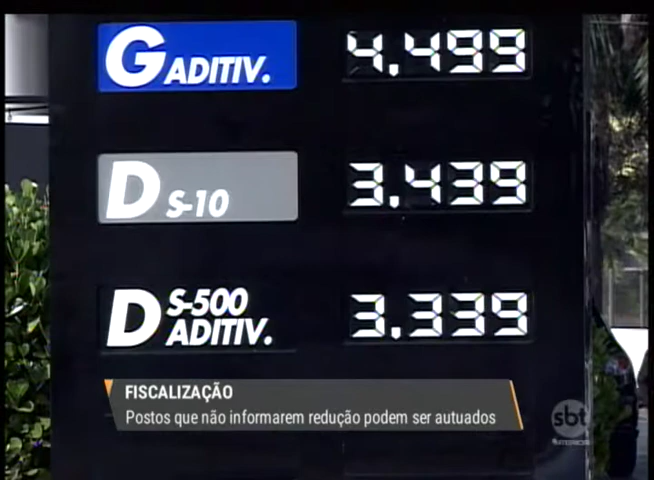 G ADITIV. 4.499
D S-10 3.439
D S-500 ADITIV. 3.339
FISCALIZAÇÃO
Postos que não informarem redução podem ser autuados
sbt